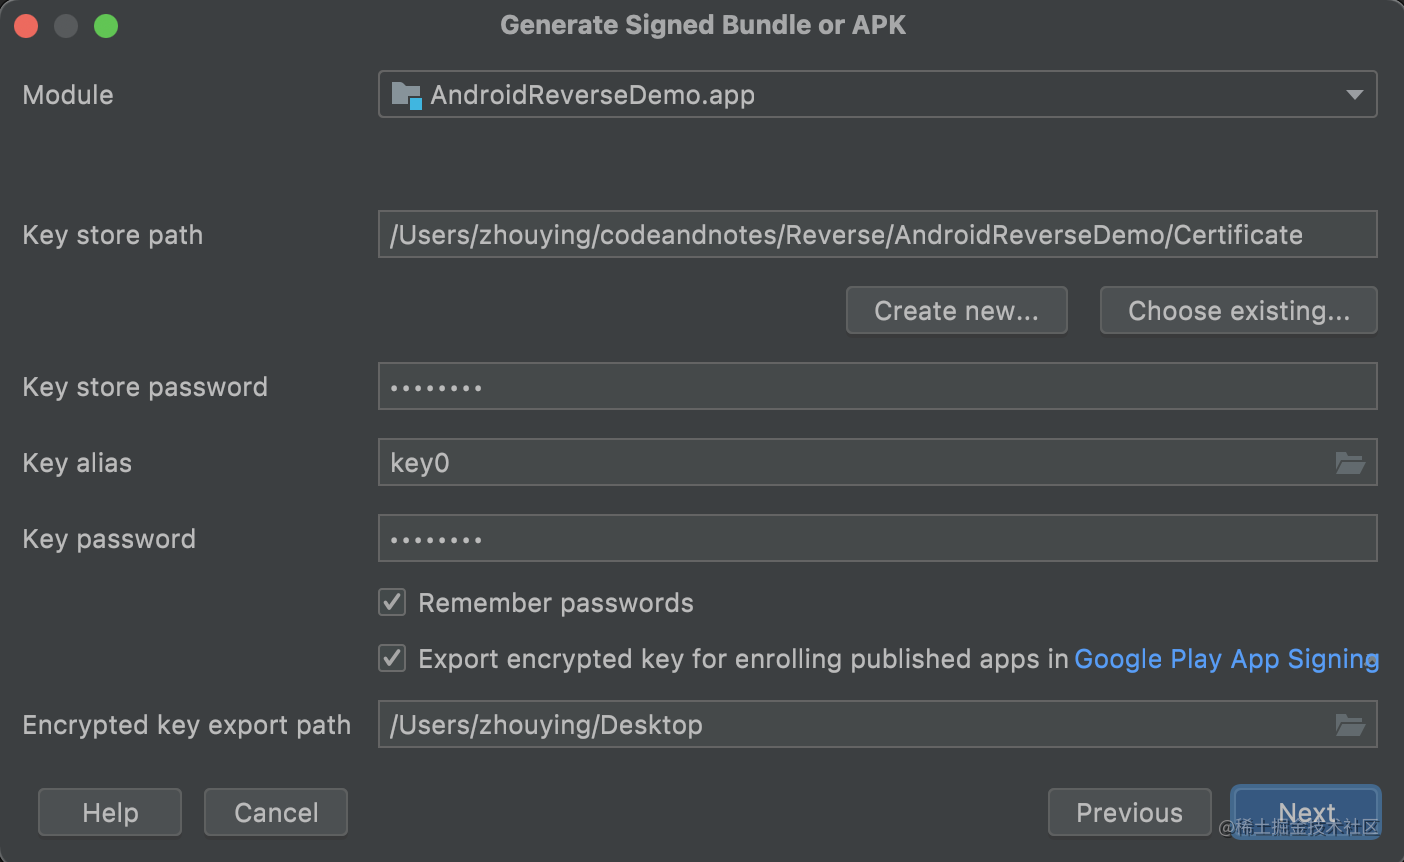 Generate Signed Bundle or APK
Module
AndroidReverseDemo.app
Key store path
/Users/zhouying/codeandnotes/Reverse/AndroidReverseDemo/Certificate
Create new...
Choose existing...
Key store password
••••••••
Key alias
key0
Key password
••••••••
Remember passwords
Export encrypted key for enrolling published apps in Google Play App Signing
Encrypted key export path
/Users/zhouying/Desktop
Help
Cancel
Previous
Next
@稀土掘金技术社区